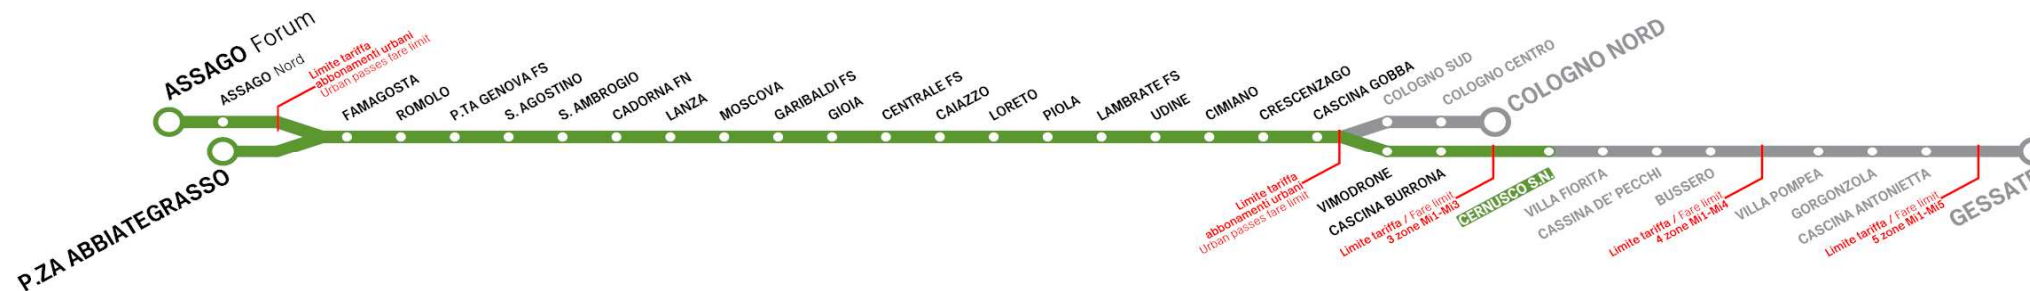 ASSAGO Forum
ASSAGO Nord
Limite tariffa
abbonamenti urbani
Urban passes fare limit
P.ZA ABBIATEGRASSO
FAMAGOSTA
ROMOLO
P.TA GENOVA FS
S. AGOSTINO
S. AMBROGIO
CADORNA FN
LANZA
MOSCOVA
GARIBALDI FS
GIOIA
CENTRALE FS
CAIAZZO
LORETO
PIOLA
LAMBRATE FS
UDINE
CIMIANO
CRESCENZAGO
CASCINA GOBBA
COLOGNO SUD
COLOGNO CENTRO
COLOGNO NORD
Limite tariffa
abbonamenti urbani
Urban passes fare limit
VIMODRONE
CASCINA BURRONA
Limite tariffa / Fare limit
3 zone Mi1-Mi3
CERNUSCO S.N.
VILLA FIORITA
CASSINA DE' PECCHI
BUSSERO
Limite tariffa / Fare limit
4 zone Mi1-Mi4
VILLA POMPEA
GORGONZOLA
CASCINA ANTONIETTA
Limite tariffa / Fare limit
5 zone Mi1-Mi5
GESSAT